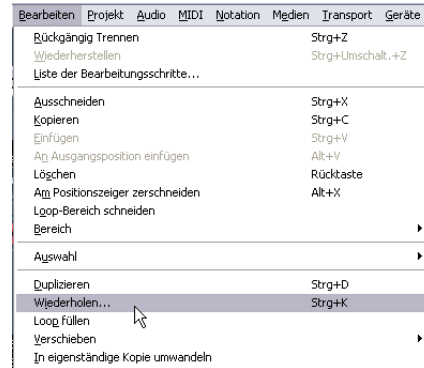 Bearbeiten Projekt Audio MIDI Notation Medien Transport Geräte
Rückgängig Trennen Strg+Z
Wiederherstellen Strg+Umschalt.+Z
Liste der Bearbeitungsschritte...
Ausschneiden Strg+X
Kopieren Strg+C
Einfügen Strg+V
An Ausgangsposition einfügen Alt+V
Löschen Rücktaste
Am Positionszeiger zerschneiden Alt+X
Loop-Bereich schneiden
Bereich
Auswahl
Duplizieren Strg+D
Wiederholen... Strg+K
Loop füllen
Verschieben
In eigenständige Kopie umwandeln